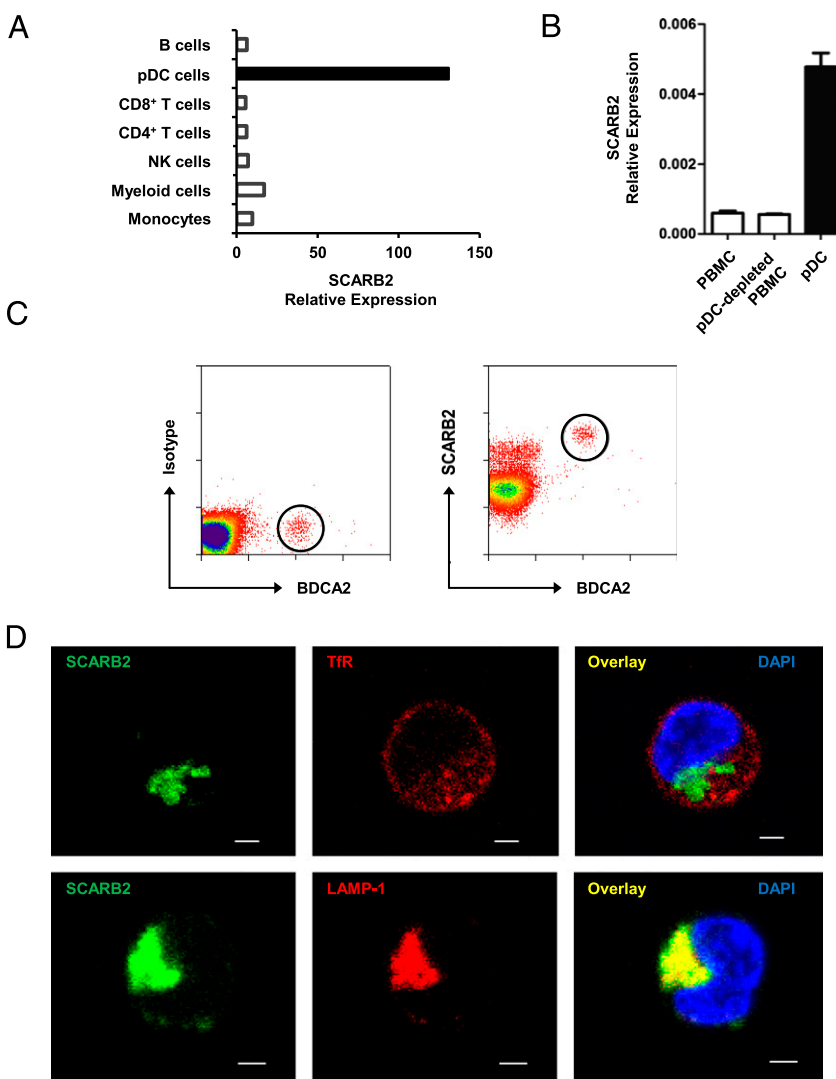 A
B cells
pDC cells
CD8⁺ T cells
CD4⁺ T cells
NK cells
Myeloid cells
Monocytes
0
50
100
150
SCARB2
Relative Expression
B
SCARB2
Relative Expression
0.006
0.004
0.002
0.000
PBMC
pDC-depleted
PBMC
pDC
C
Isotype
BDCA2
SCARB2
BDCA2
D
SCARB2
TfR
Overlay
DAPI
SCARB2
LAMP-1
Overlay
DAPI